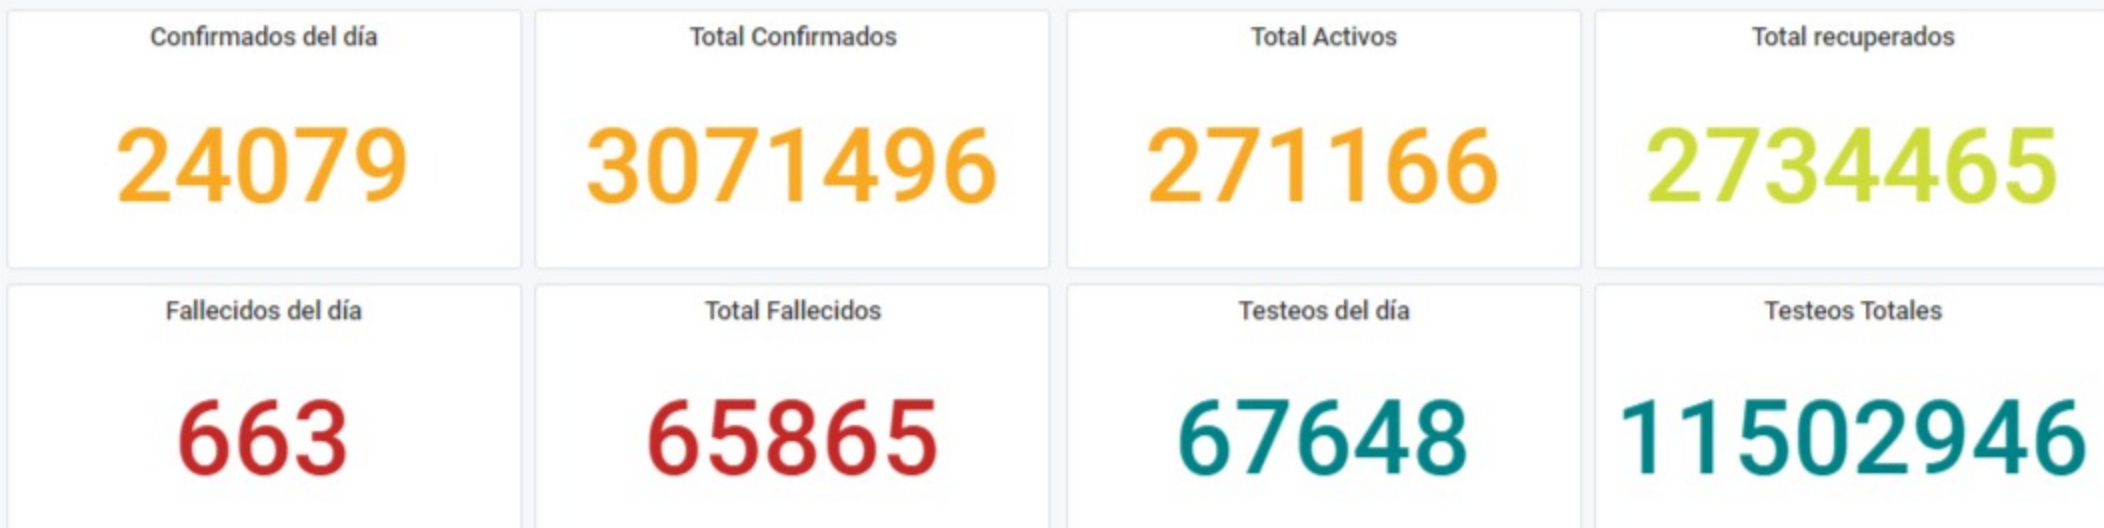 Confirmados del día
24079
Total Confirmados
3071496
Total Activos
271166
Total recuperados
2734465
Fallecidos del día
663
Total Fallecidos
65865
Testeos del día
67648
Testeos Totales
11502946